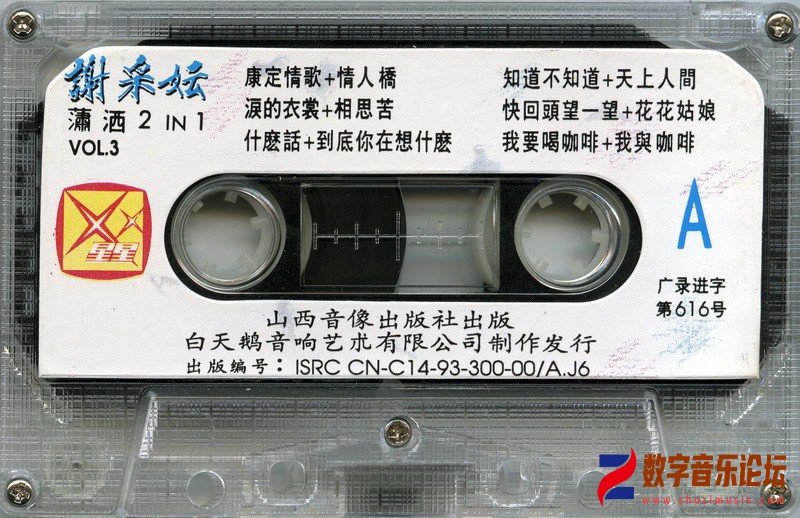 謝采妘
瀟洒 2 IN 1
VOL.3
康定情歌+情人橋
淚的衣裳+相思苦
什麼話+到底你在想什麼
知道不知道+天上人間
快回頭望一望+花花姑娘
我要喝咖啡+我與咖啡
星星
A
广录进字
第616号
山西音像出版社出版
白天鹅音响艺术有限公司制作发行
出版编号：ISRC CN-C14-93-300-00/A.J6
数字音乐论坛
www.shuzimusic.com